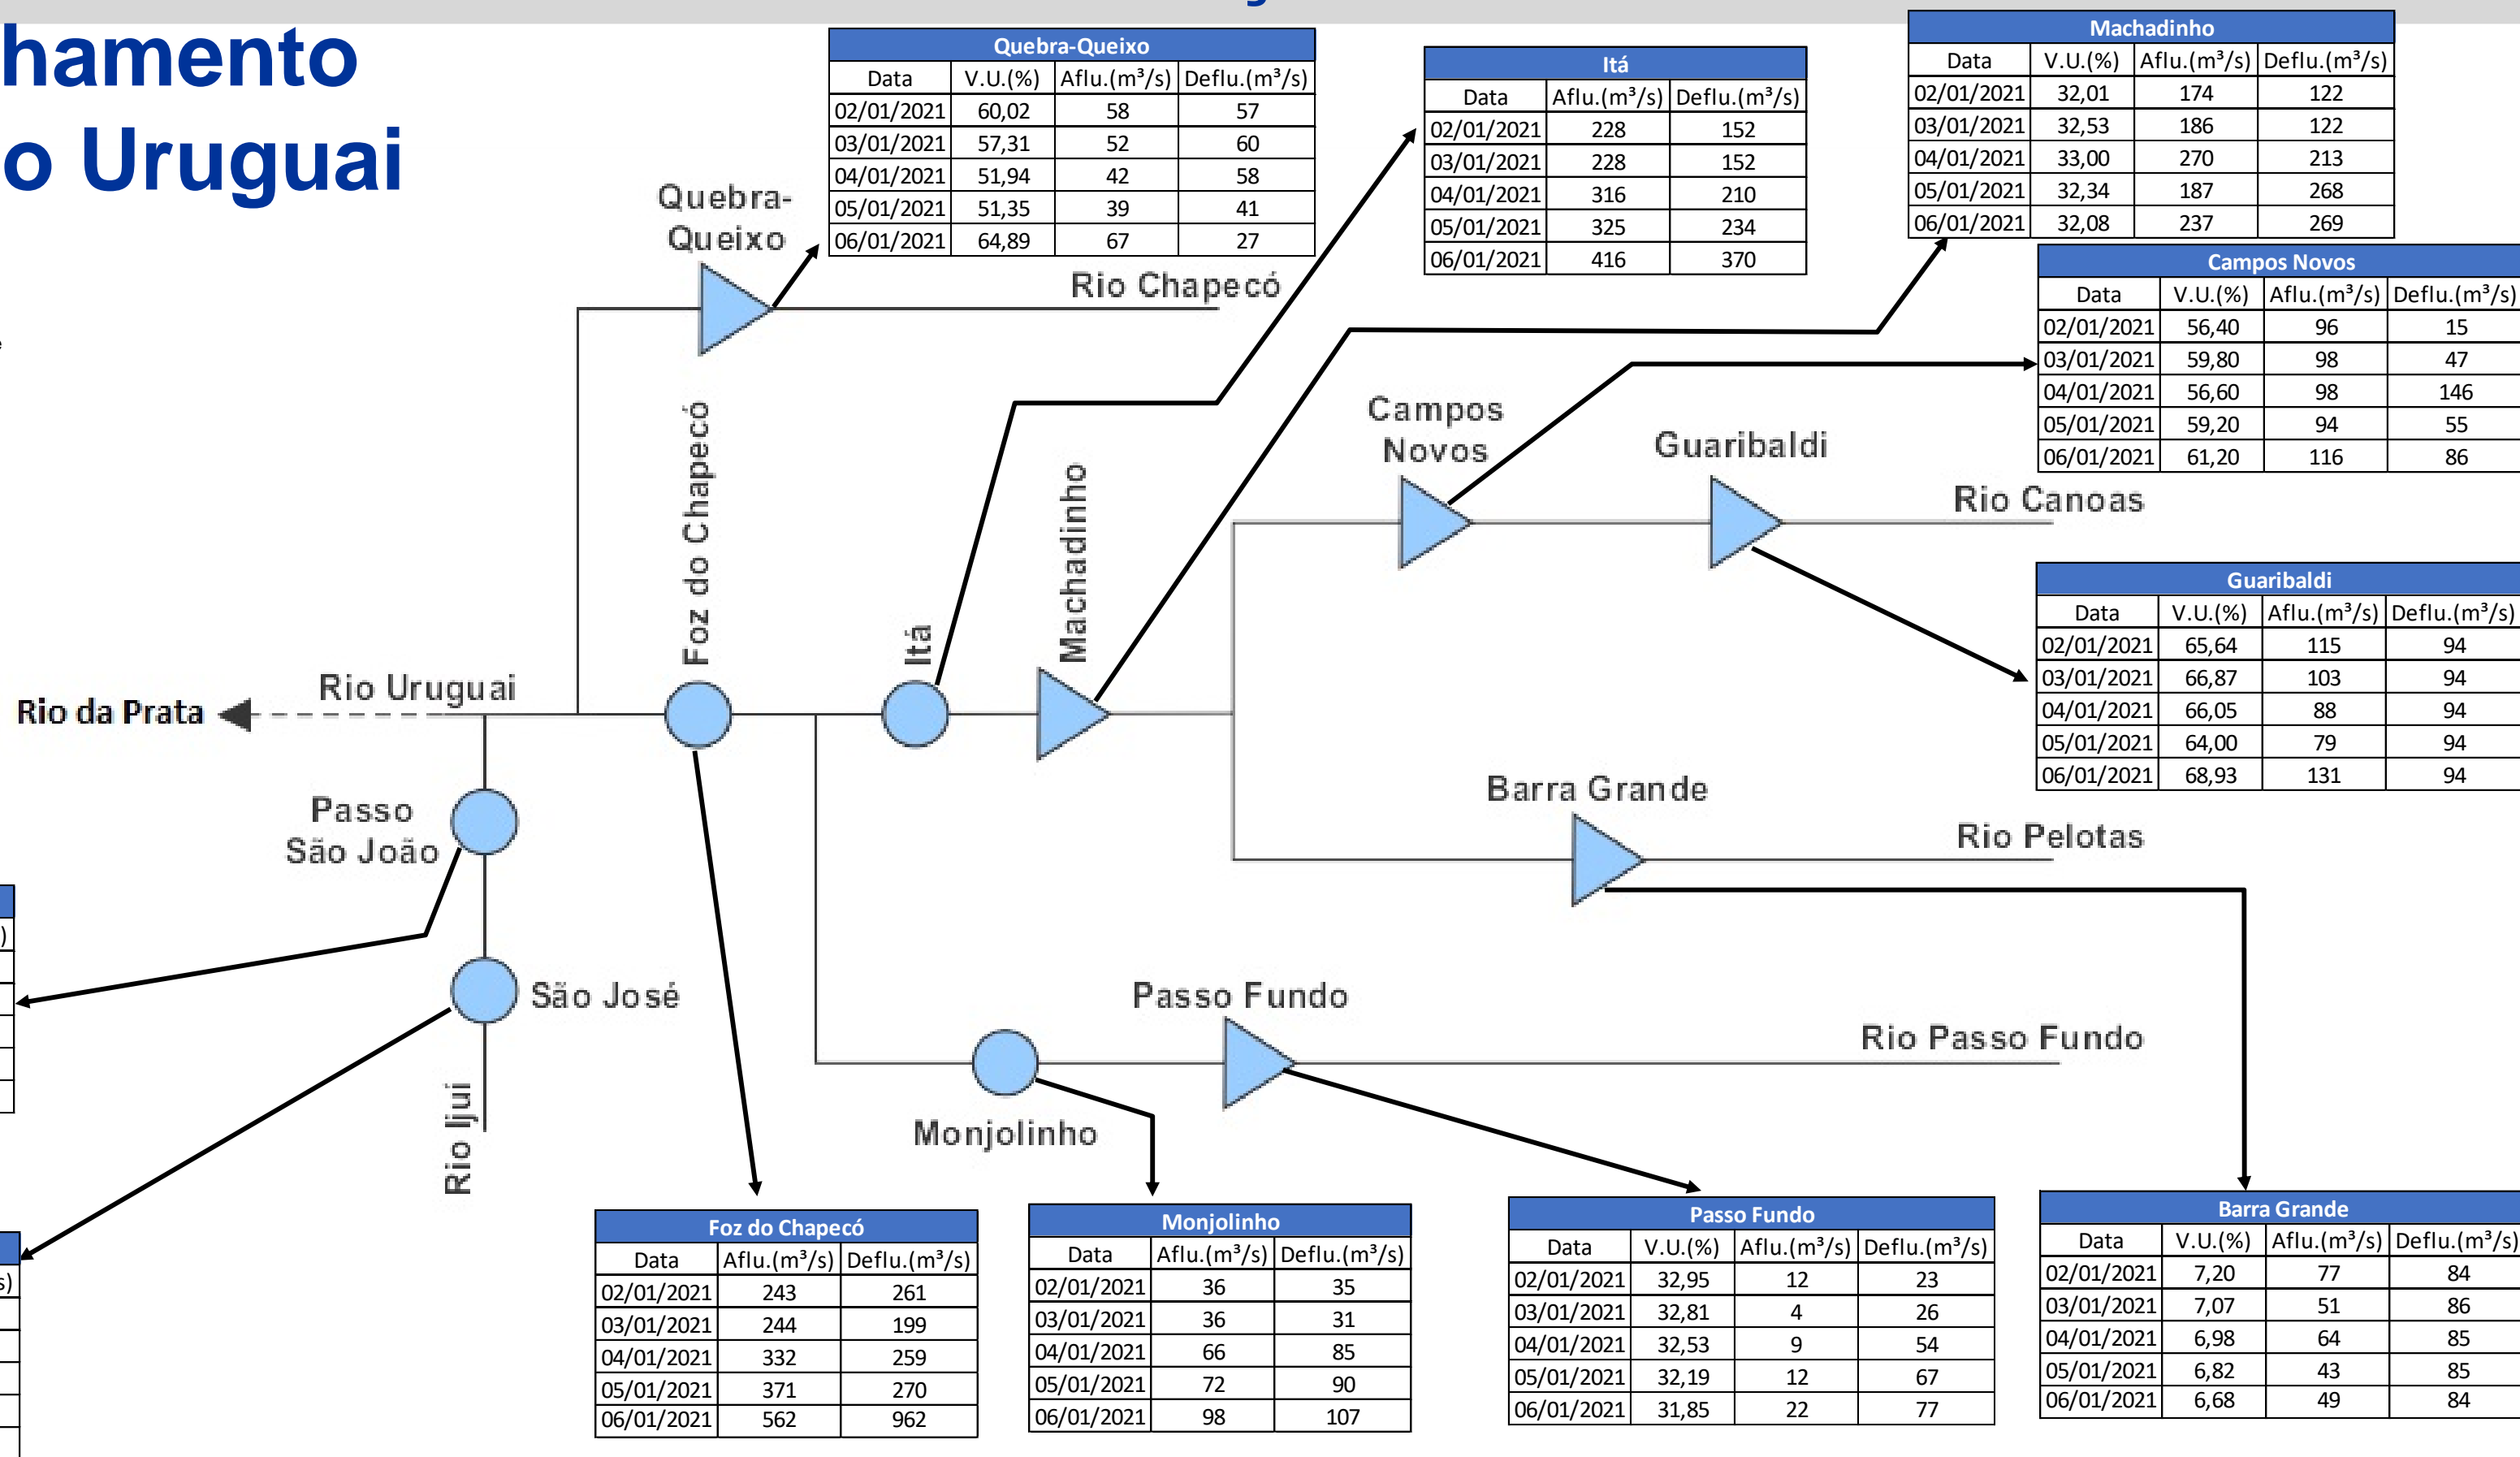 hamento
o Uruguai
Quebra-Queixo
Data V.U.(%) Aflu.(m³/s) Deflu.(m³/s)
02/01/2021 60,02 58 57
03/01/2021 57,31 52 60
04/01/2021 51,94 42 58
05/01/2021 51,35 39 41
06/01/2021 64,89 67 27
Itá
Data Aflu.(m³/s) Deflu.(m³/s)
02/01/2021 228 152
03/01/2021 228 152
04/01/2021 316 210
05/01/2021 325 234
06/01/2021 416 370
Machadinho
Data V.U.(%) Aflu.(m³/s) Deflu.(m³/s)
02/01/2021 32,01 174 122
03/01/2021 32,53 186 122
04/01/2021 33,00 270 213
05/01/2021 32,34 187 268
06/01/2021 32,08 237 269
Campos Novos
Data V.U.(%) Aflu.(m³/s) Deflu.(m³/s)
02/01/2021 56,40 96 15
03/01/2021 59,80 98 47
04/01/2021 56,60 98 146
05/01/2021 59,20 94 55
06/01/2021 61,20 116 86
Quebra-
Queixo
Rio Chapecó
Foz do Chapecó
Itá
Machadinho
Campos
Novos
Guaribaldi
Rio Canoas
Guaribaldi
Data V.U.(%) Aflu.(m³/s) Deflu.(m³/s)
02/01/2021 65,64 115 94
03/01/2021 66,87 103 94
04/01/2021 66,05 88 94
05/01/2021 64,00 79 94
06/01/2021 68,93 131 94
Rio da Prata
Rio Uruguai
Passo
São João
Barra Grande
Rio Pelotas
São José
Passo Fundo
Rio Passo Fundo
Monjolinho
Rio Ijui
)
s)
Foz do Chapecó
Data Aflu.(m³/s) Deflu.(m³/s)
02/01/2021 243 261
03/01/2021 244 199
04/01/2021 332 259
05/01/2021 371 270
06/01/2021 562 962
Monjolinho
Data Aflu.(m³/s) Deflu.(m³/s)
02/01/2021 36 35
03/01/2021 36 31
04/01/2021 66 85
05/01/2021 72 90
06/01/2021 98 107
Passo Fundo
Data V.U.(%) Aflu.(m³/s) Deflu.(m³/s)
02/01/2021 32,95 12 23
03/01/2021 32,81 4 26
04/01/2021 32,53 9 54
05/01/2021 32,19 12 67
06/01/2021 31,85 22 77
Barra Grande
Data V.U.(%) Aflu.(m³/s) Deflu.(m³/s)
02/01/2021 7,20 77 84
03/01/2021 7,07 51 86
04/01/2021 6,98 64 85
05/01/2021 6,82 43 85
06/01/2021 6,68 49 84